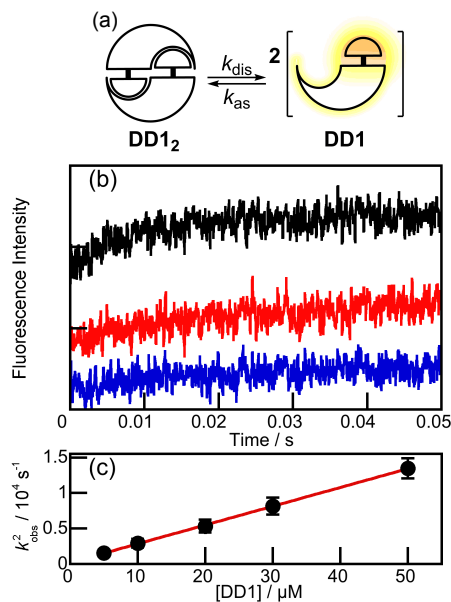 (a)
k_dis
k_as
2
DD1₂
DD1
(b)
Fluorescence Intensity
0 0.01 0.02 0.03 0.04 0.05
Time / s
(c)
1.5
1
0.5
0
k²_obs / 10⁴ s⁻¹
0 10 20 30 40 50
[DD1] / µM